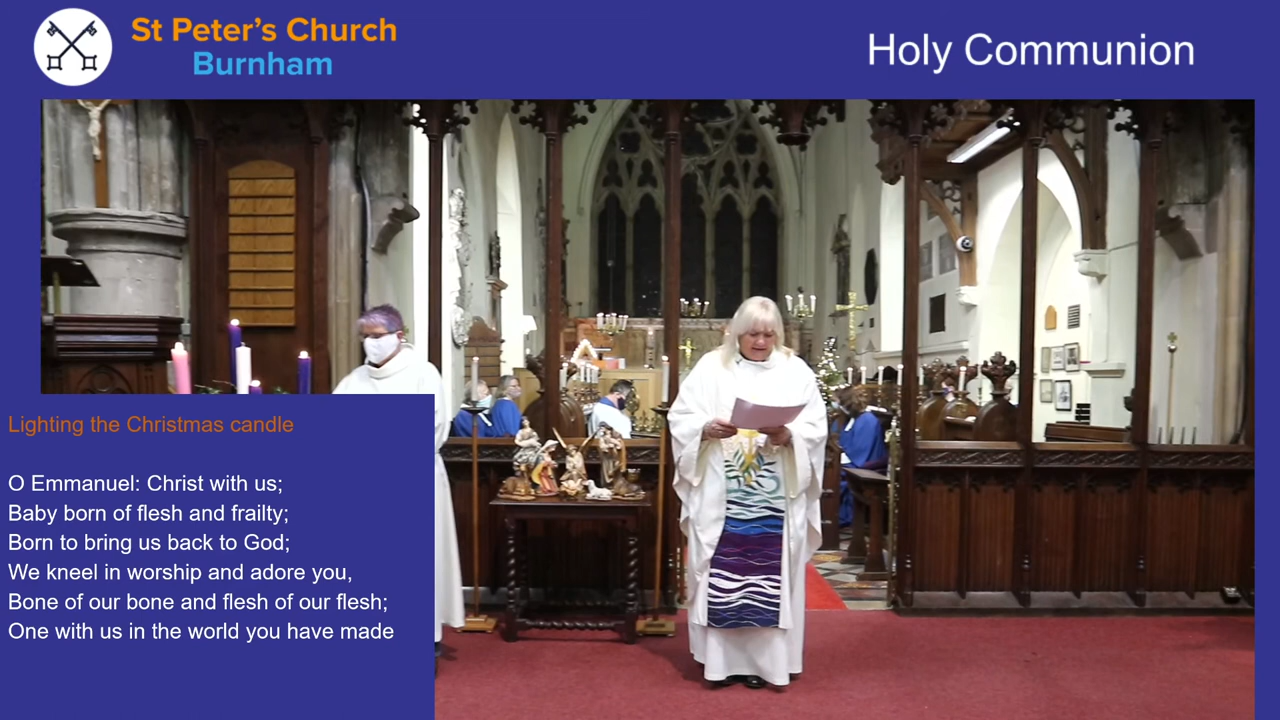 St Peter's Church
Burnham
Holy Communion
Lighting the Christmas candle
O Emmanuel: Christ with us;
Baby born of flesh and frailty;
Born to bring us back to God;
We kneel in worship and adore you,
Bone of our bone and flesh of our flesh;
One with us in the world you have made